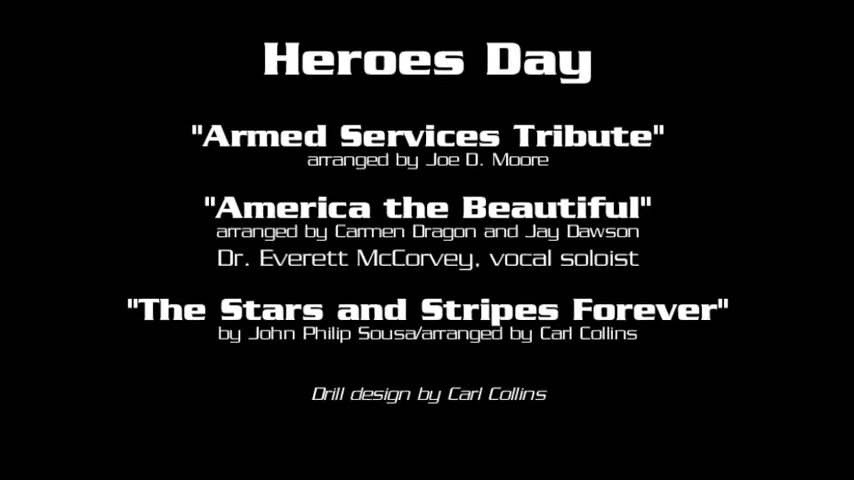 Heroes Day
"Armed Services Tribute"
arranged by Joe D. Moore
"America the Beautiful"
arranged by Carmen Dragon and Jay Dawson
Dr. Everett McCorvey, vocal soloist
"The Stars and Stripes Forever"
by John Philip Sousa/arranged by Carl Collins
Drill design by Carl Collins